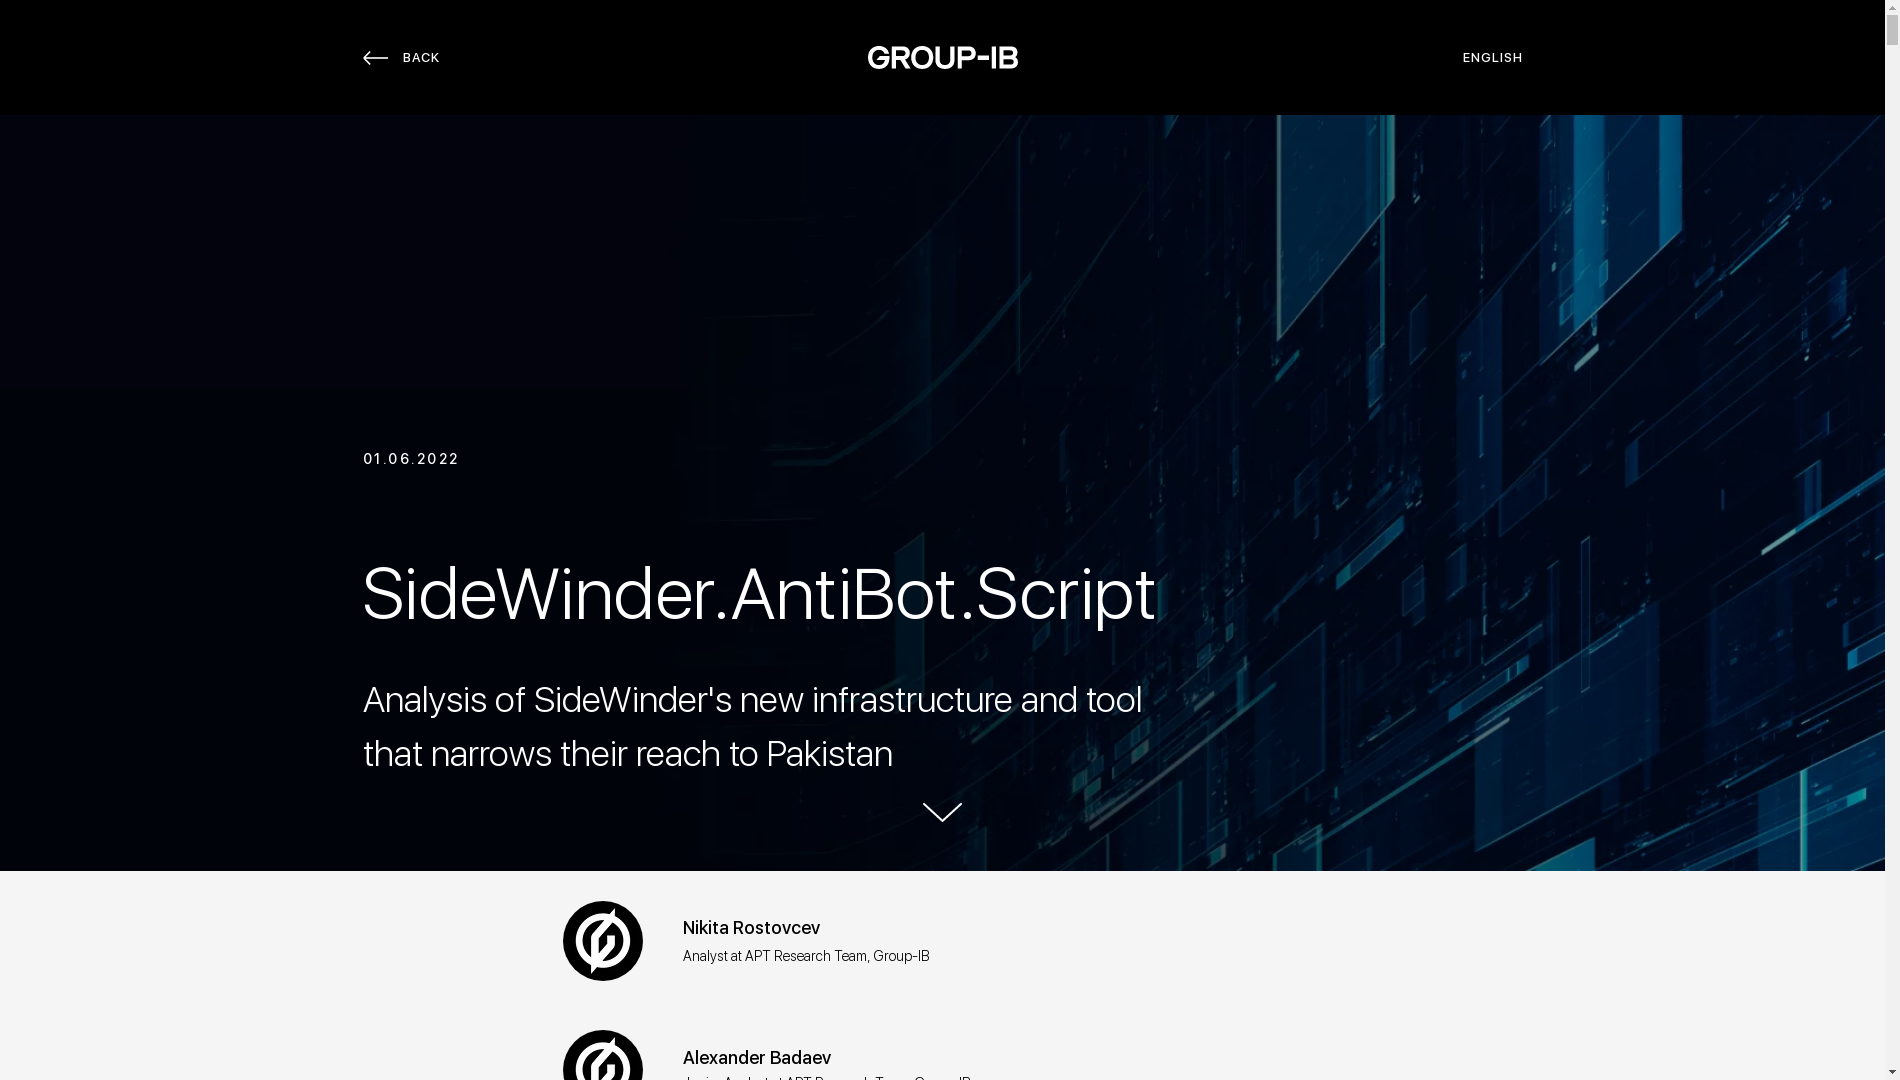 BACK
GROUP-IB
ENGLISH
01.06.2022
SideWinder.AntiBot.Script
Analysis of SideWinder's new infrastructure and tool
that narrows their reach to Pakistan
Nikita Rostovcev
Analyst at APT Research Team, Group-IB
Alexander Badaev